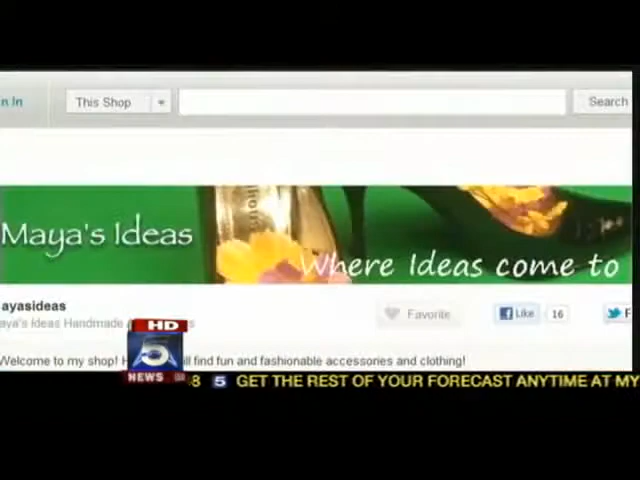 n In
This Shop
Search
Maya's Ideas
Where Ideas come to
ayasideas
Favorite
Like
16
F
aya's Ideas Handmade
Welcome to my shop! H ill find fun and fashionable accessories and clothing!
HD
5
NEWS
8 5 GET THE REST OF YOUR FORECAST ANYTIME AT MY